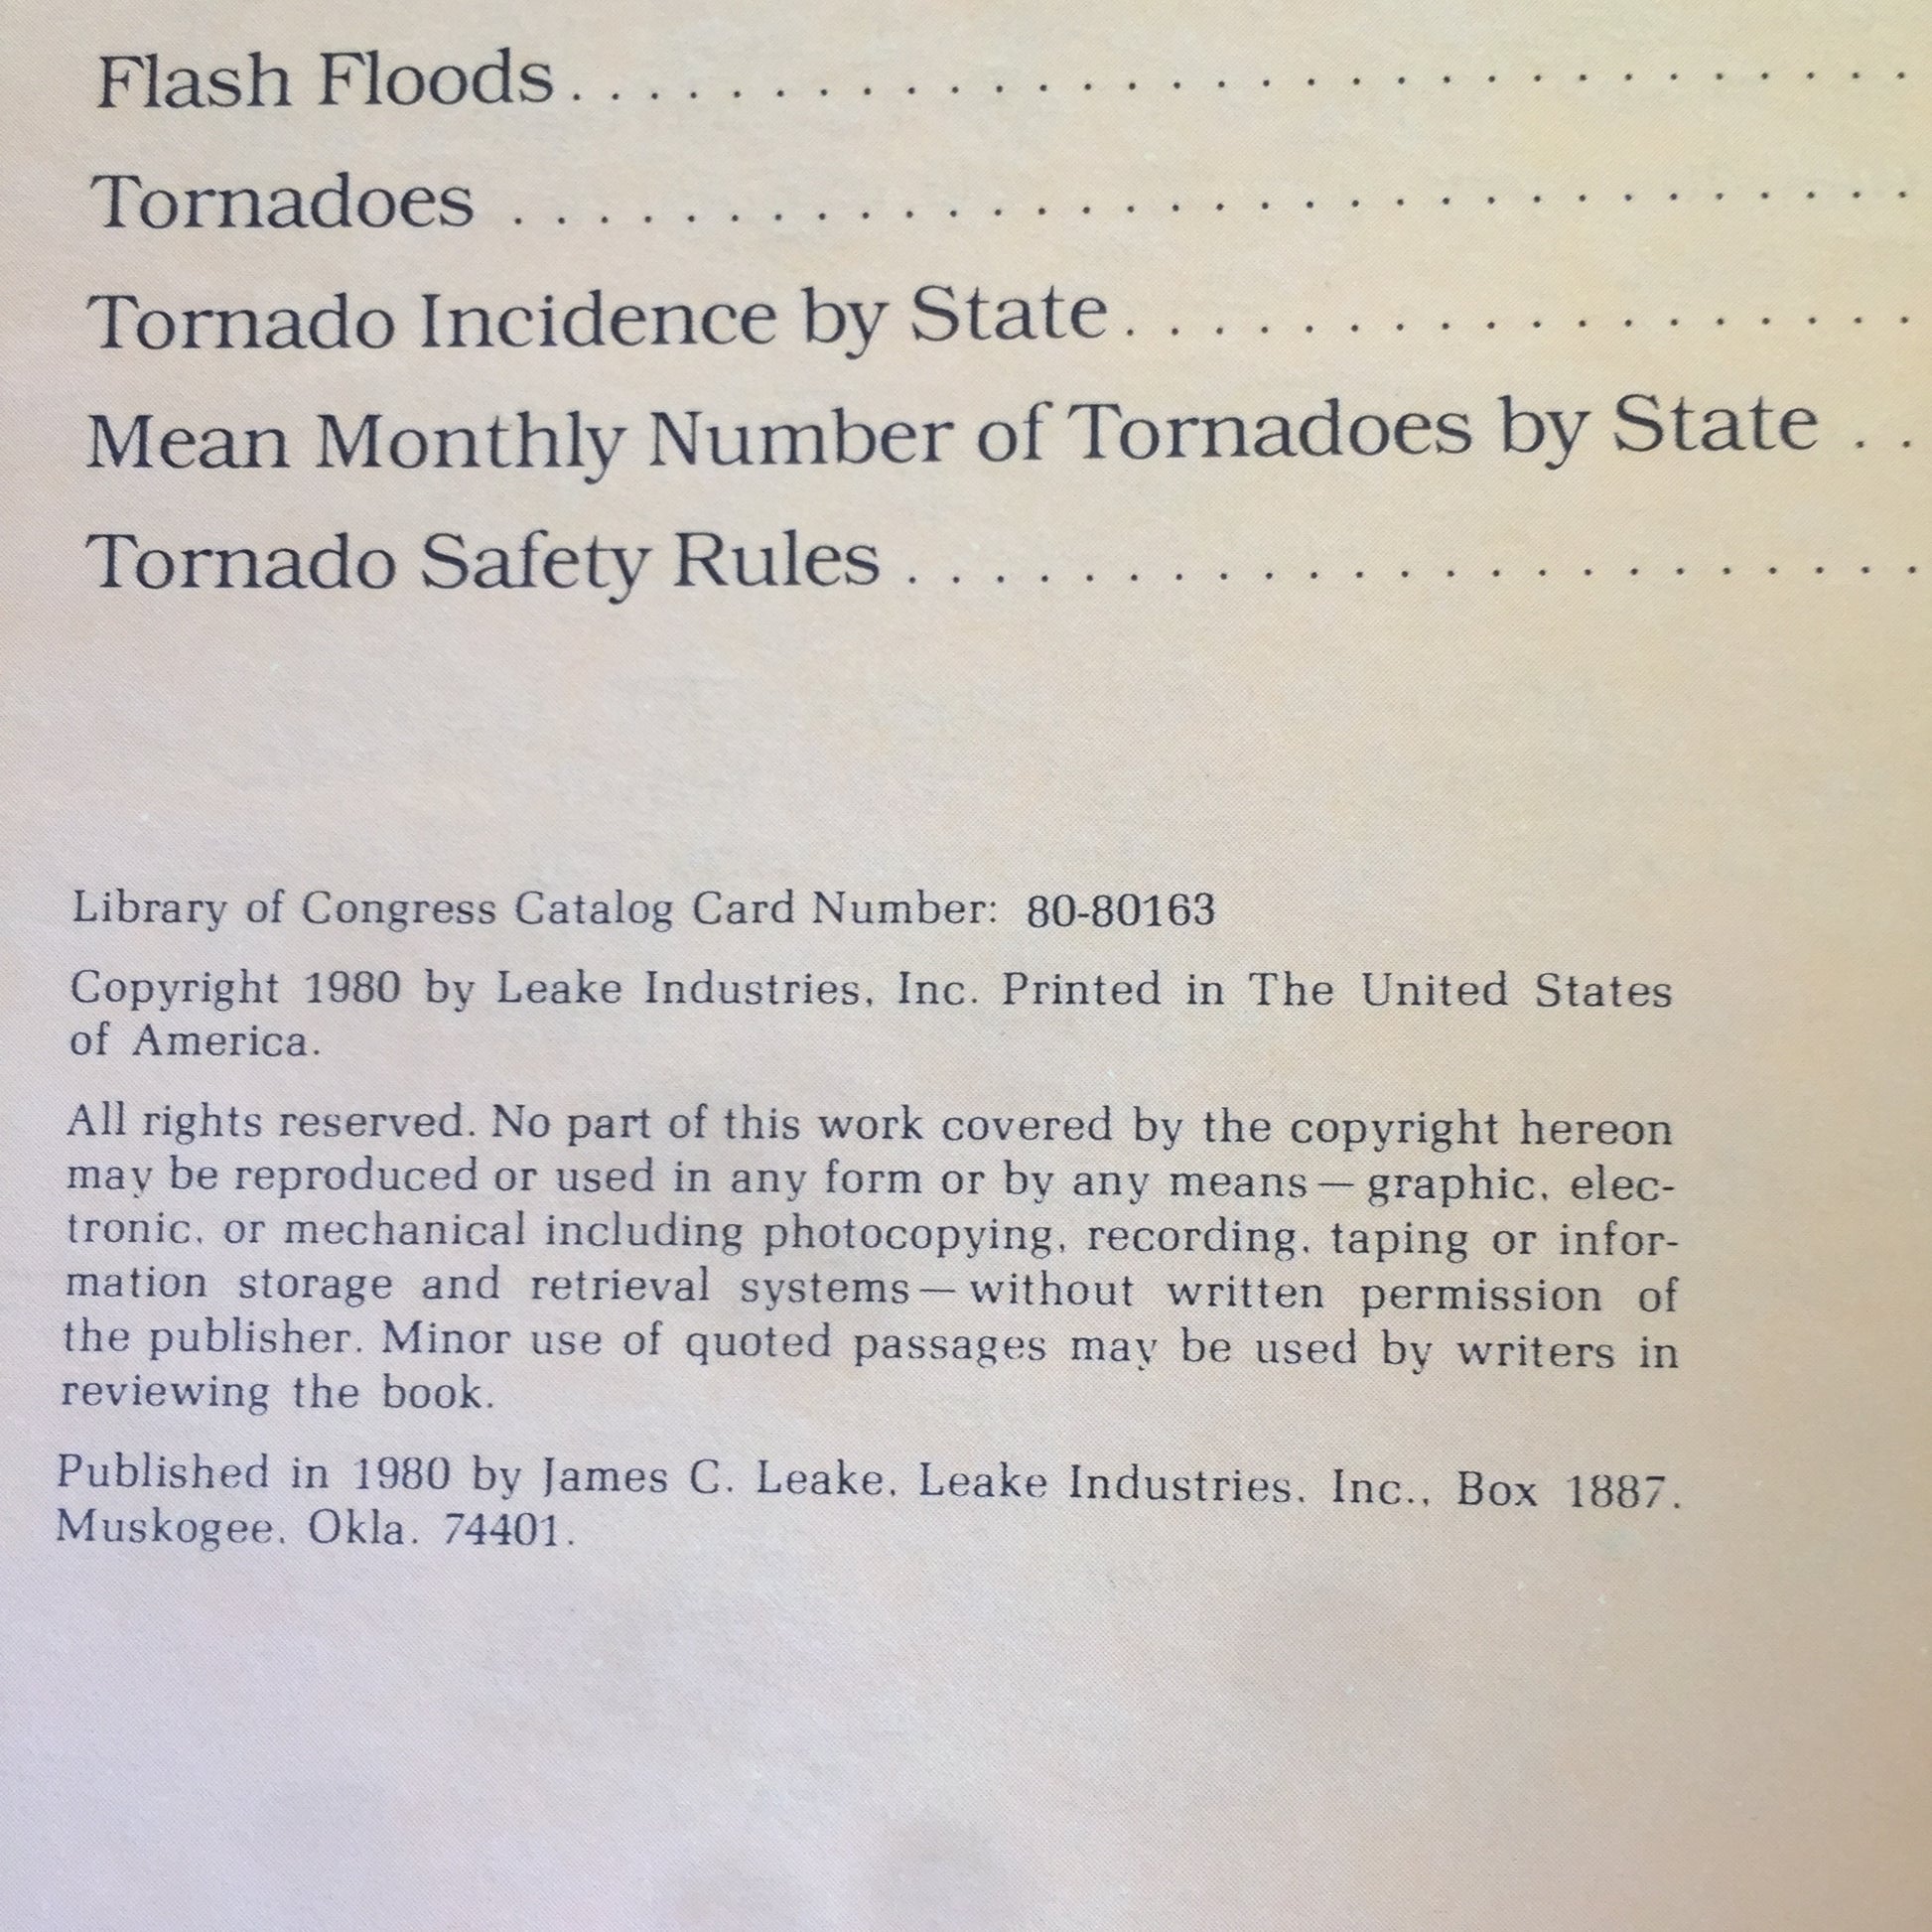 Flash Floods. . . . . . . . . . . . . . . . . . . . . . . . . . . . . .
Tornadoes . . . . . . . . . . . . . . . . . . . . . . . . . . . . . . .
Tornado Incidence by State. . . . . . . . . . . . . . . . . .
Mean Monthly Number of Tornadoes by State . .
Tornado Safety Rules . . . . . . . . . . . . . . . . . . . . . . .
Library of Congress Catalog Card Number: 80-80163
Copyright 1980 by Leake Industries, Inc. Printed in The United States
of America.
All rights reserved. No part of this work covered by the copyright hereon
may be reproduced or used in any form or by any means—graphic, elec-
tronic, or mechanical including photocopying, recording, taping or infor-
mation storage and retrieval systems—without written permission of
the publisher. Minor use of quoted passages may be used by writers in
reviewing the book.
Published in 1980 by James C. Leake, Leake Industries, Inc., Box 1887,
Muskogee, Okla. 74401.